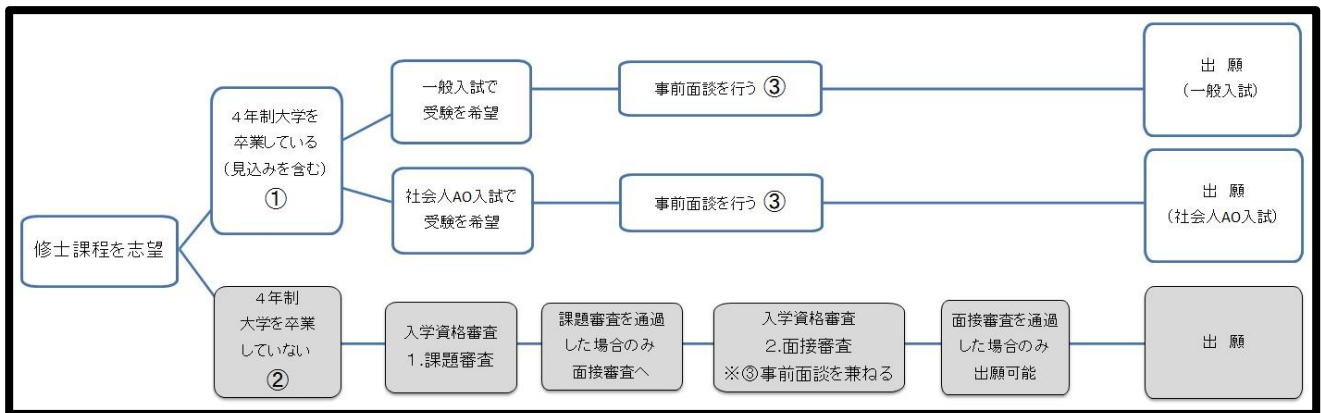 修士課程を志望
4年制大学を
卒業している
(見込みを含む)
①
一般入試で
受験を希望
事前面談を行う ③
出 願
(一般入試)
社会人AO入試で
受験を希望
事前面談を行う ③
出 願
(社会人AO入試)
4年制
大学を卒業
していない
②
入学資格審査
1.課題審査
課題審査を通過
した場合のみ
面接審査へ
入学資格審査
2.面接審査
※③事前面談を兼ねる
面接審査を通過
した場合のみ
出願可能
出 願